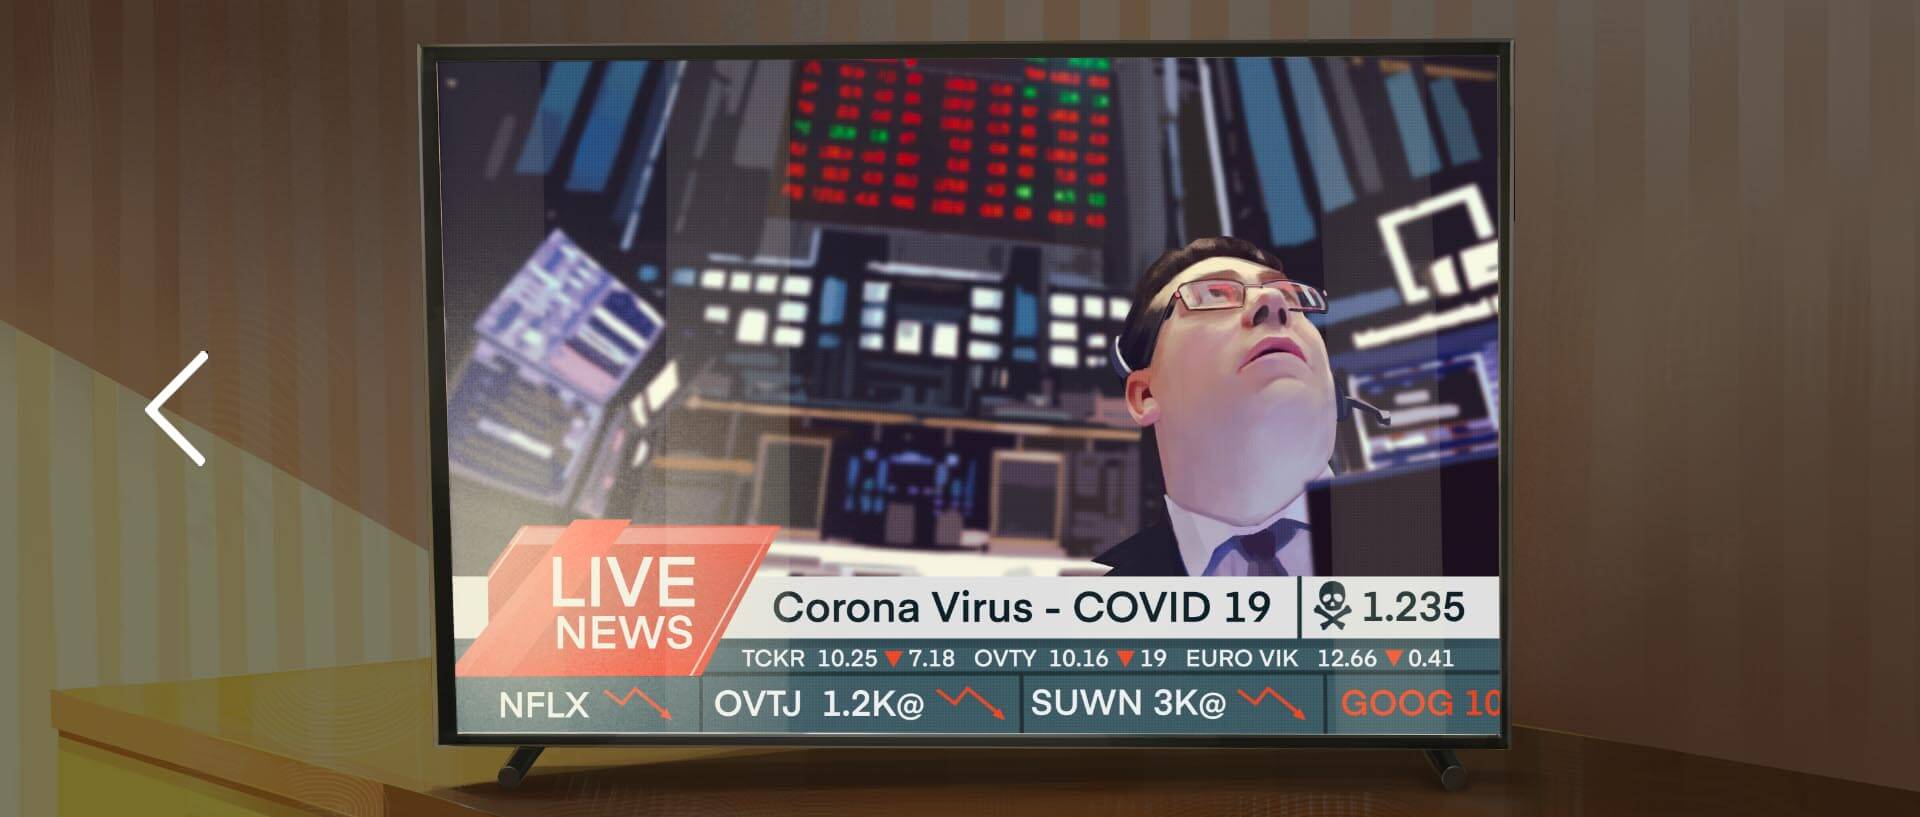 LIVE
NEWS
Corona Virus - COVID 19
1.235
TCKR 10.25 ▼ 7.18 OVTY 10.16 ▼ 19 EURO VIK 12.66 ▼ 0.41
NFLX
OVTJ 1.2K@
SUWN 3K@
GOOG 10